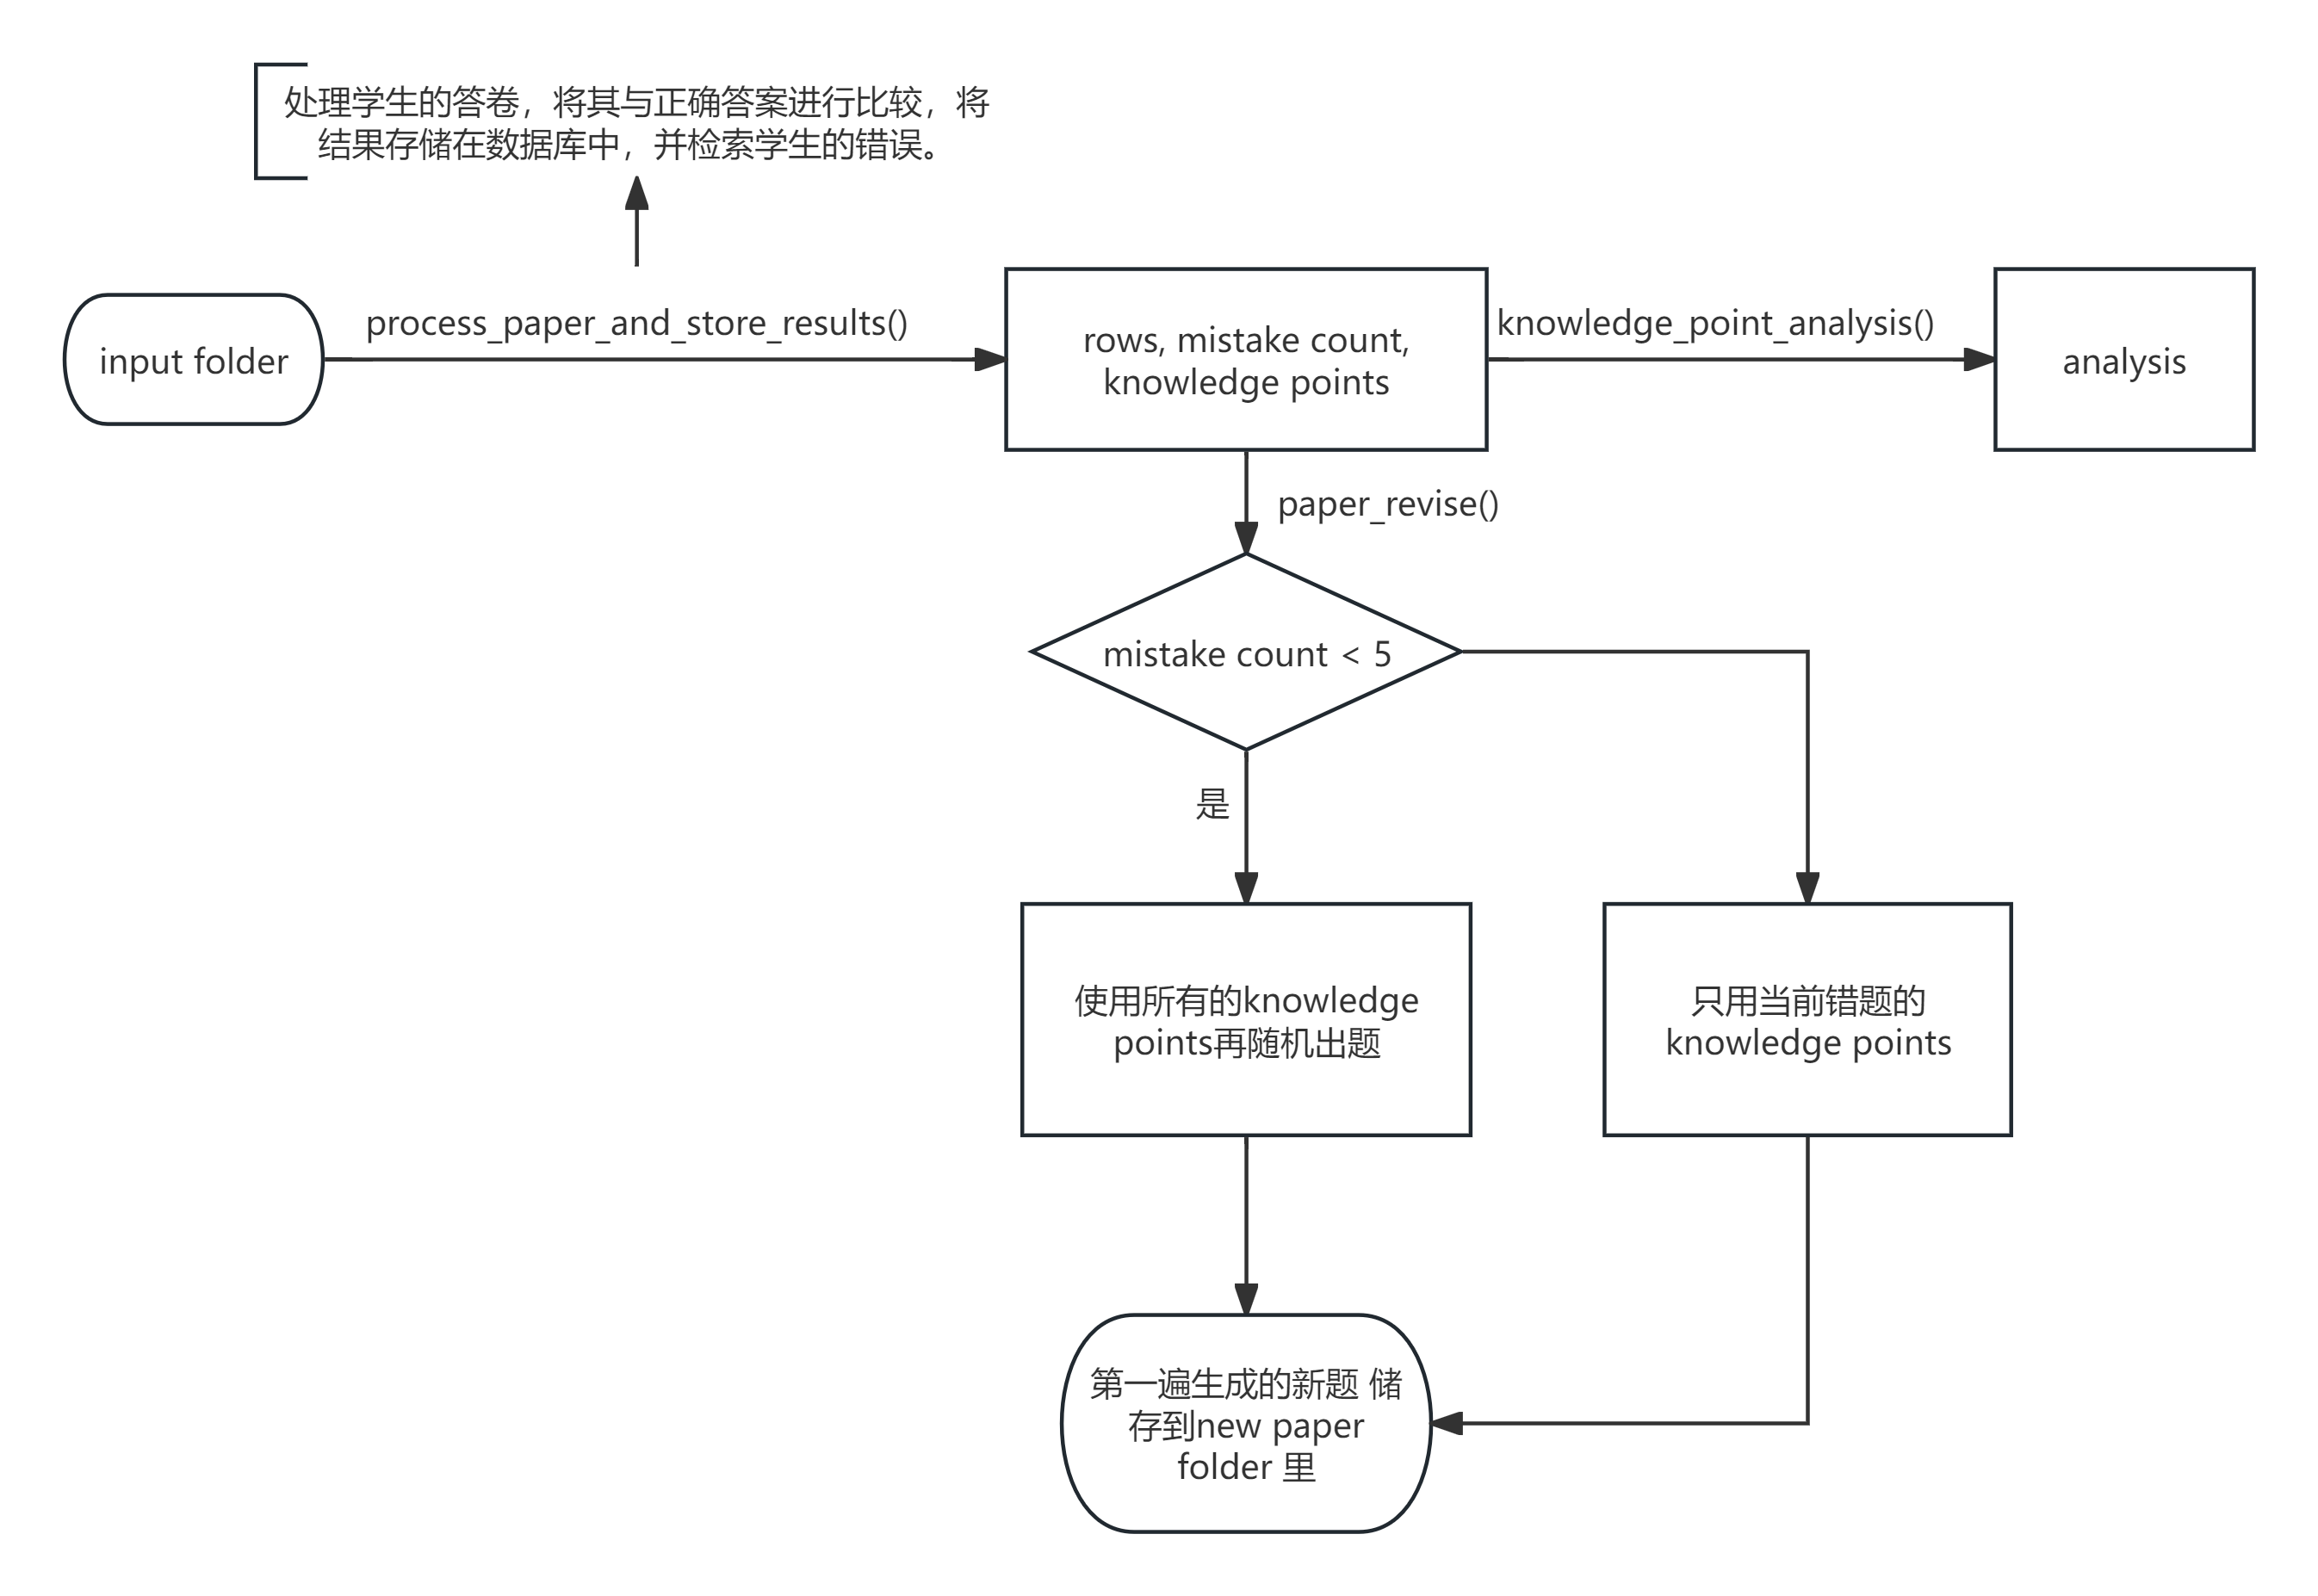 处理学生的答卷，将其与正确答案进行比较，将
结果存储在数据库中，并检索学生的错误。
input folder
process_paper_and_store_results()
rows, mistake count,
knowledge points
knowledge_point_analysis()
analysis
paper_revise()
mistake count < 5
是
使用所有的knowledge
points再随机出题
只用当前错题的
knowledge points
第一遍生成的新题 储
存到new paper
folder 里